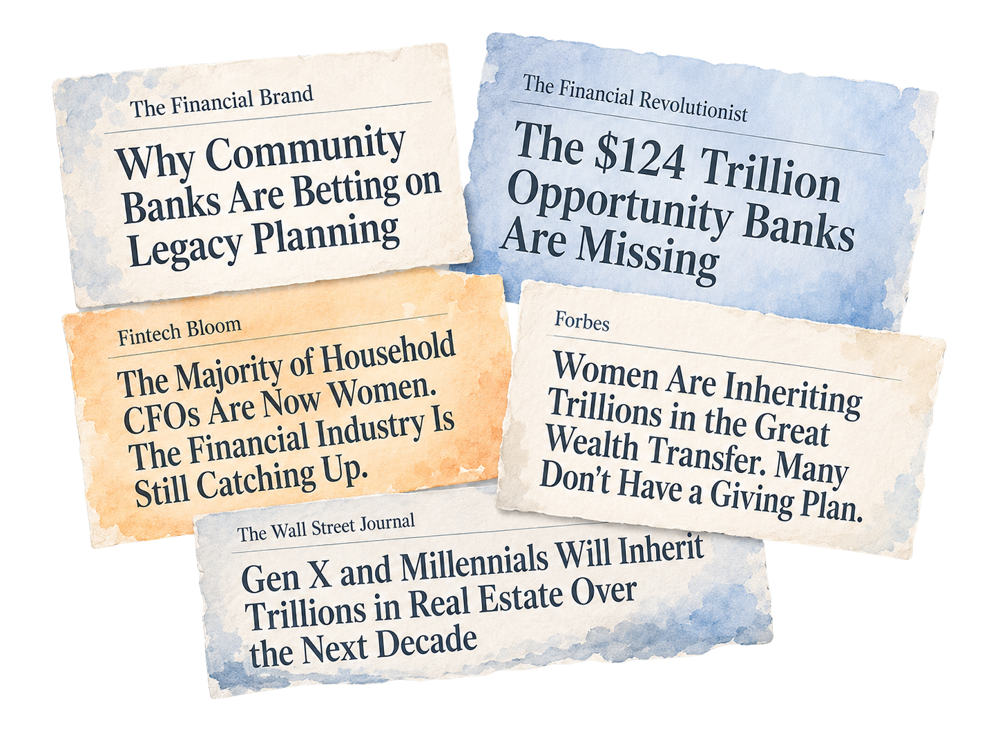 The Financial Brand
Why Community
Banks Are Betting on
Legacy Planning
The Financial Revolutionist
The $124 Trillion
Opportunity Banks
Are Missing
Fintech Bloom
The Majority of Household
CFOs Are Now Women.
The Financial Industry Is
Still Catching Up.
Forbes
Women Are Inheriting
Trillions in the Great
Wealth Transfer. Many
Don't Have a Giving Plan.
The Wall Street Journal
Gen X and Millennials Will Inherit
Trillions in Real Estate Over
the Next Decade